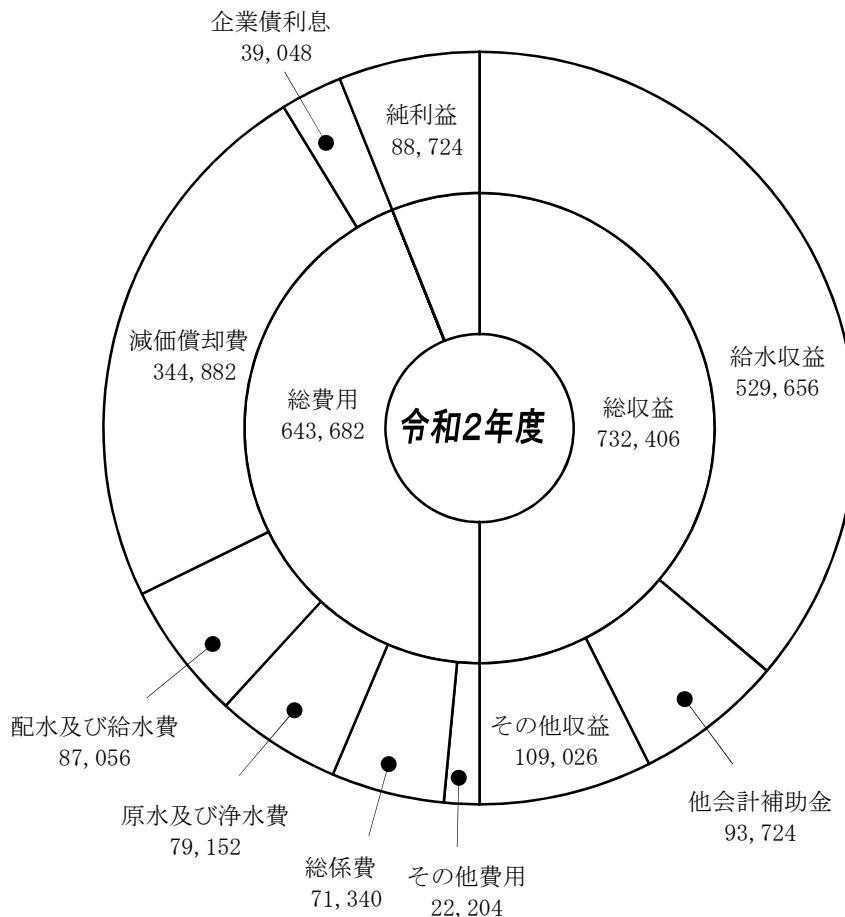 企業債利息
39,048
純利益
88,724
減価償却費
344,882
給水収益
529,656
総費用
643,682
令和2年度
総収益
732,406
配水及び給水費
87,056
原水及び浄水費
79,152
総係費
71,340
その他費用
22,204
その他収益
109,026
他会計補助金
93,724